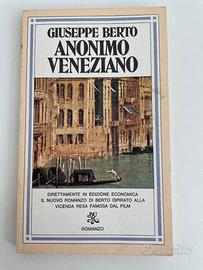 GIUSEPPE BERTO
ANONIMO
VENEZIANO
DIRETTAMENTE IN EDIZIONE ECONOMICA
IL NUOVO ROMANZO DI BERTO ISPIRATO ALLA
VICENDA RESA FAMOSA DAL FILM
ROMANZO
subito